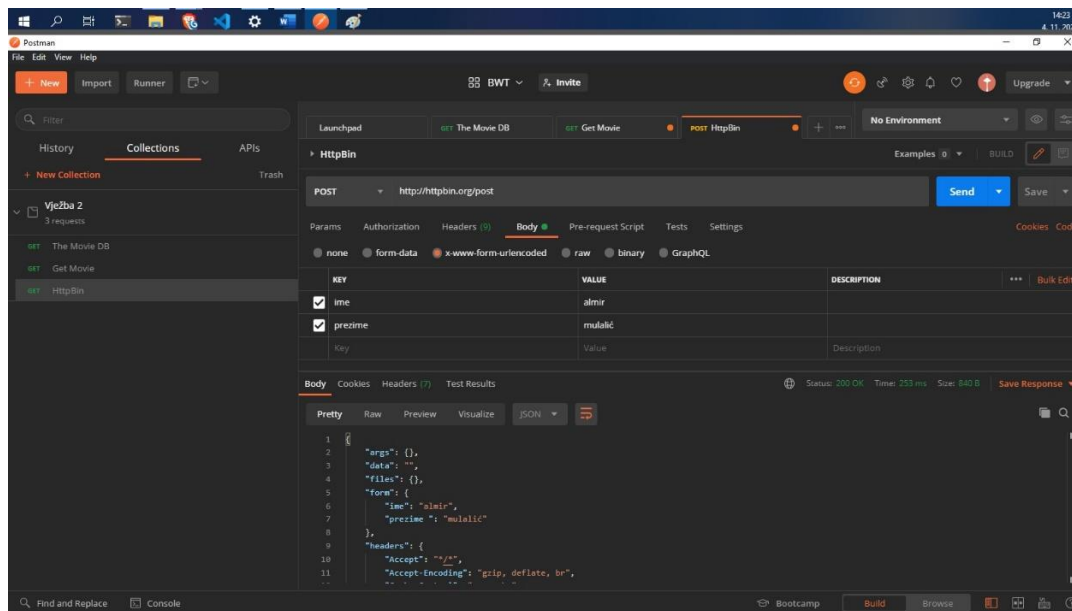 14:23
4. 11. 202
Postman
File Edit View Help
+ New Import Runner BWT Invite Upgrade
Filter
History Collections APIs
+ New Collection Trash
Vježba 2
3 requests
GET The Movie DB
GET Get Movie
GET HttpBin
Launchpad GET The Movie DB GET Get Movie POST HttpBin + No Environment
HttpBin Examples 0 BUILD
POST http://httpbin.org/post Send Save
Params Authorization Headers (9) Body Pre-request Script Tests Settings Cookies Cod
none form-data x-www-form-urlencoded raw binary GraphQL
KEY VALUE DESCRIPTION Bulk Edit
ime almir
prezime mulalić
Key Value Description
Body Cookies Headers (7) Test Results Status: 200 OK Time: 253 ms Size: 840 B Save Response
Pretty Raw Preview Visualize JSON
1 {
2 "args": {},
3 "data": "",
4 "files": {},
5 "form": {
6 "ime": "almir",
7 "prezime ": "mulalić"
8 },
9 "headers": {
10 "Accept": "*/*",
11 "Accept-Encoding": "gzip, deflate, br",
Find and Replace Console Bootcamp Build Browse